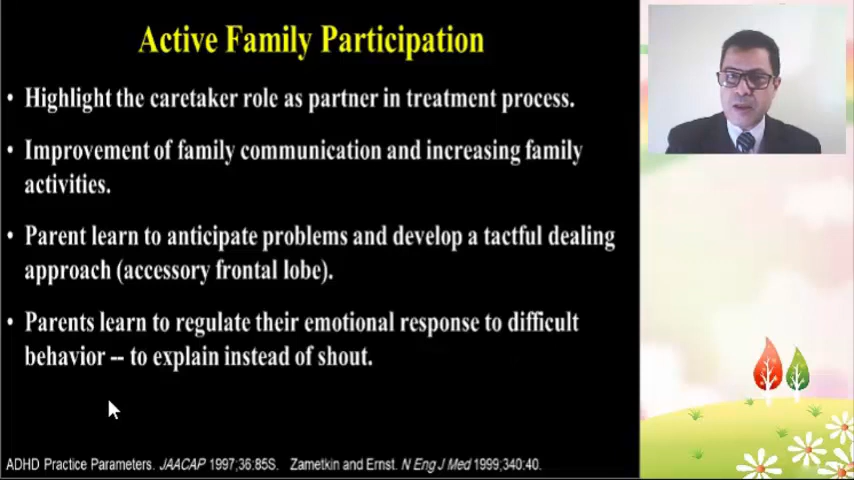 Active Family Participation
• Highlight the caretaker role as partner in treatment process.
• Improvement of family communication and increasing family
activities.
• Parent learn to anticipate problems and develop a tactful dealing
approach (accessory frontal lobe).
• Parents learn to regulate their emotional response to difficult
behavior -- to explain instead of shout.
ADHD Practice Parameters. JAACAP 1997;36:85S. Zametkin and Ernst. N Eng J Med 1999;340:40.